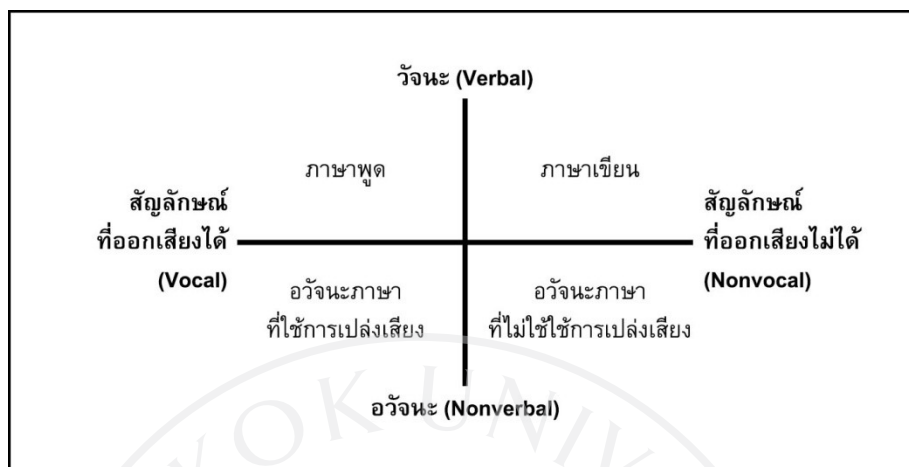 วัจนะ (Verbal)
ภาษาพูด
ภาษาเขียน
สัญลักษณ์
ที่ออกเสียงได้
(Vocal)
สัญลักษณ์
ที่ออกเสียงไม่ได้
(Nonvocal)
อวัจนะภาษา
ที่ใช้การเปล่งเสียง
อวัจนะภาษา
ที่ไม่ใช้ใช้การเปล่งเสียง
อวัจนะ (Nonverbal)